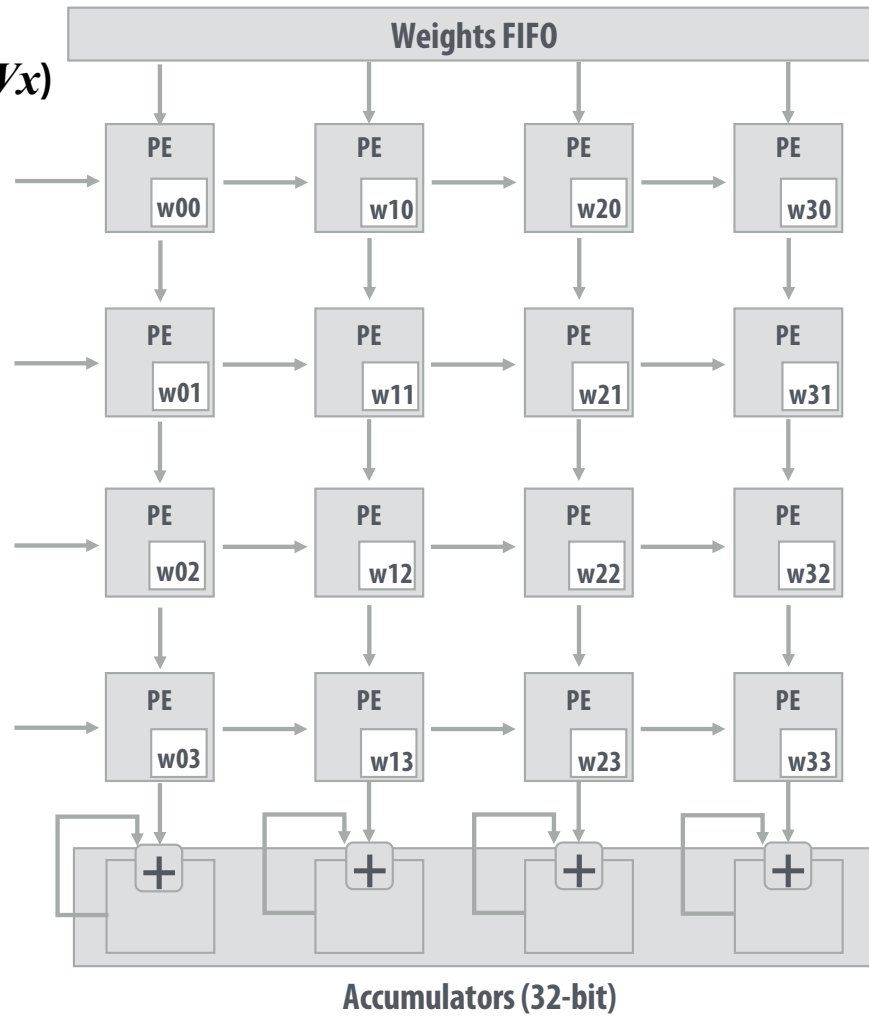 Weights FIFO
Vx)
PE PE PE PE
w00 w10 w20 w30
PE PE PE PE
w01 w11 w21 w31
PE PE PE PE
w02 w12 w22 w32
PE PE PE PE
w03 w13 w23 w33
+ + + +
Accumulators (32-bit)